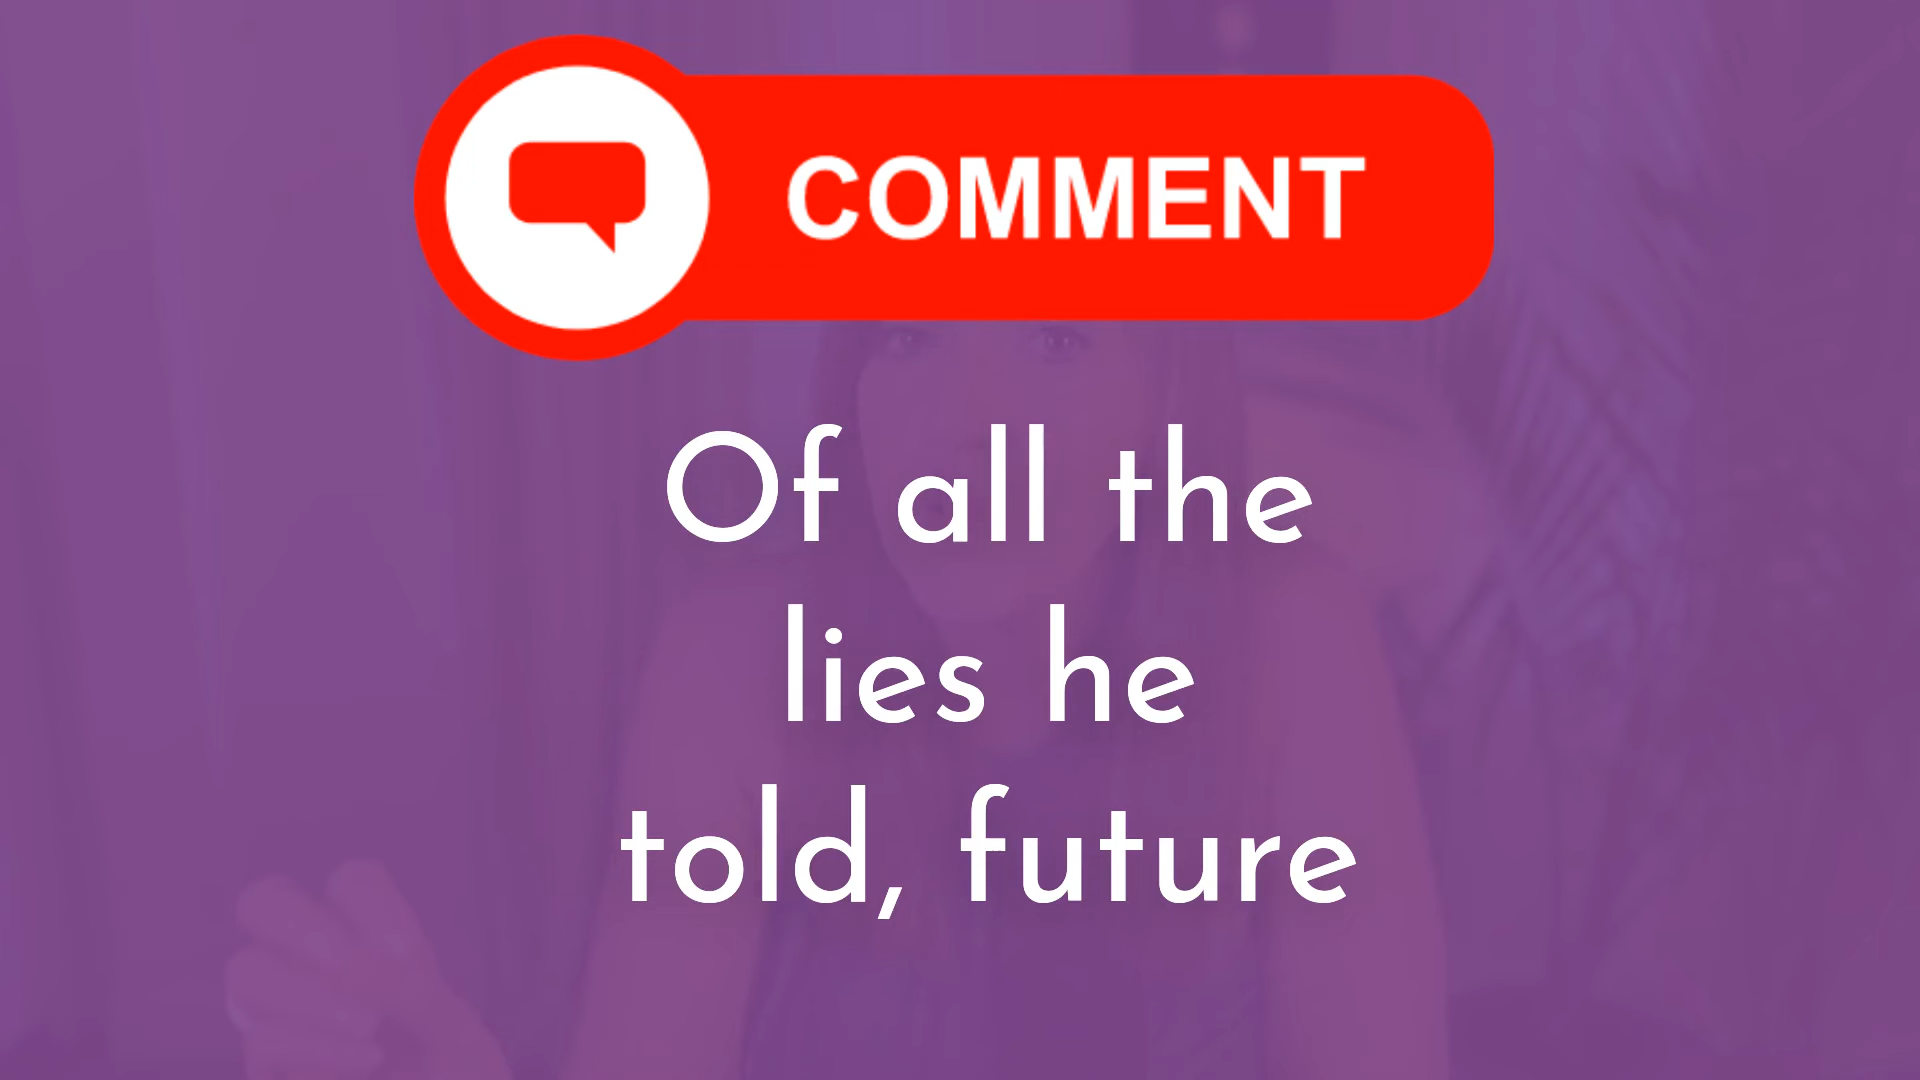 COMMENT
Of all the
lies he
told, future